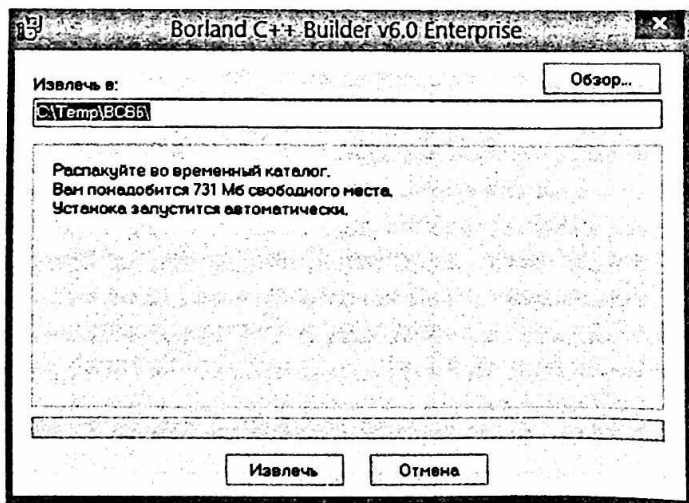 Borland C++ Builder v6.0 Enterprise
Извлечь в:
Обзор...
C:\Temp\BCB6\
Распакуйте во временный каталог.
Вам понадобится 731 Мб свободного места.
Устанока запустится автоматически.
Извлечь
Отмена